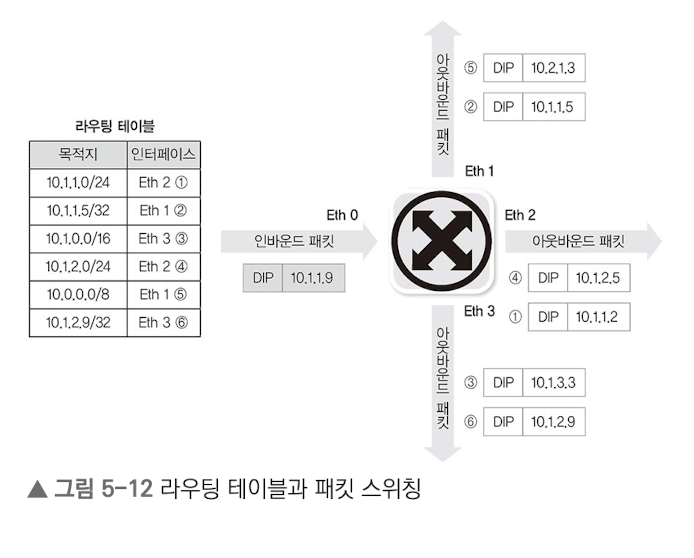 라우팅 테이블
목적지 인터페이스
10.1.1.0/24 Eth 2 ①
10.1.1.5/32 Eth 1 ②
10.1.0.0/16 Eth 3 ③
10.1.2.0/24 Eth 2 ④
10.0.0.0/8 Eth 1 ⑤
10.1.2.9/32 Eth 3 ⑥
Eth 0
인바운드 패킷
DIP 10.1.1.9
아웃바운드 패킷
⑤ DIP 10.2.1.3
② DIP 10.1.1.5
Eth 1
Eth 2
아웃바운드 패킷
④ DIP 10.1.2.5
① DIP 10.1.1.2
Eth 3
아웃바운드 패킷
③ DIP 10.1.3.3
⑥ DIP 10.1.2.9
▲ 그림 5-12 라우팅 테이블과 패킷 스위칭